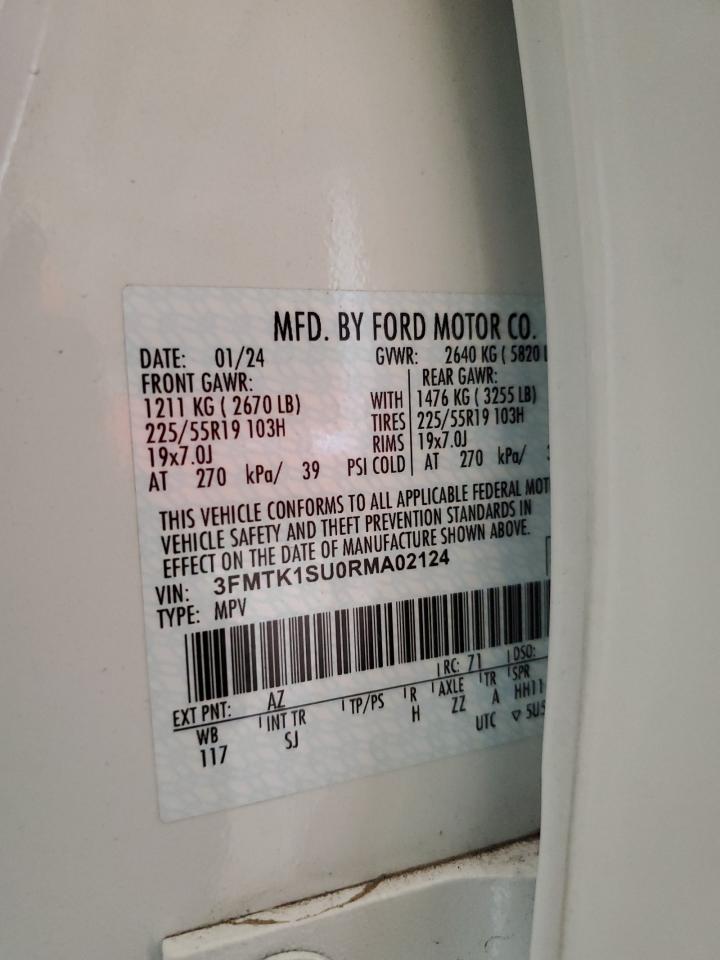 MFD. BY FORD MOTOR CO.
DATE: 01/24 GVWR: 2640 KG ( 5820 L
FRONT GAWR: REAR GAWR:
1211 KG ( 2670 LB) WITH 1476 KG ( 3255 LB)
225/55R19 103H TIRES 225/55R19 103H
19x7.0J RIMS 19x7.0J
AT 270 kPa/ 39 PSI COLD AT 270 kPa/
THIS VEHICLE CONFORMS TO ALL APPLICABLE FEDERAL MOT
VEHICLE SAFETY AND THEFT PREVENTION STANDARDS IN
EFFECT ON THE DATE OF MANUFACTURE SHOWN ABOVE.
VIN: 3FMTK1SU0RMA02124
TYPE: MPV
EXT PNT: AZ RC: 71 DSO:
WB INT TR TP/PS R AXLE TR SPR
117 SJ H ZZ A HH11
UTC ▽ 5U5